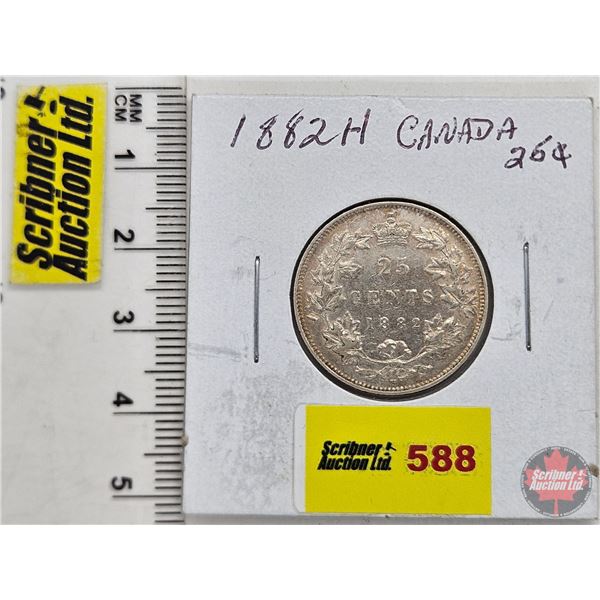 Scribner
Auction Ltd.
MM
CM
1
2
3
4
5
1882H CANADA
25¢
25
CENTS
1882
H
Scribner
Auction Ltd.
588
Scribner
Auction Ltd.